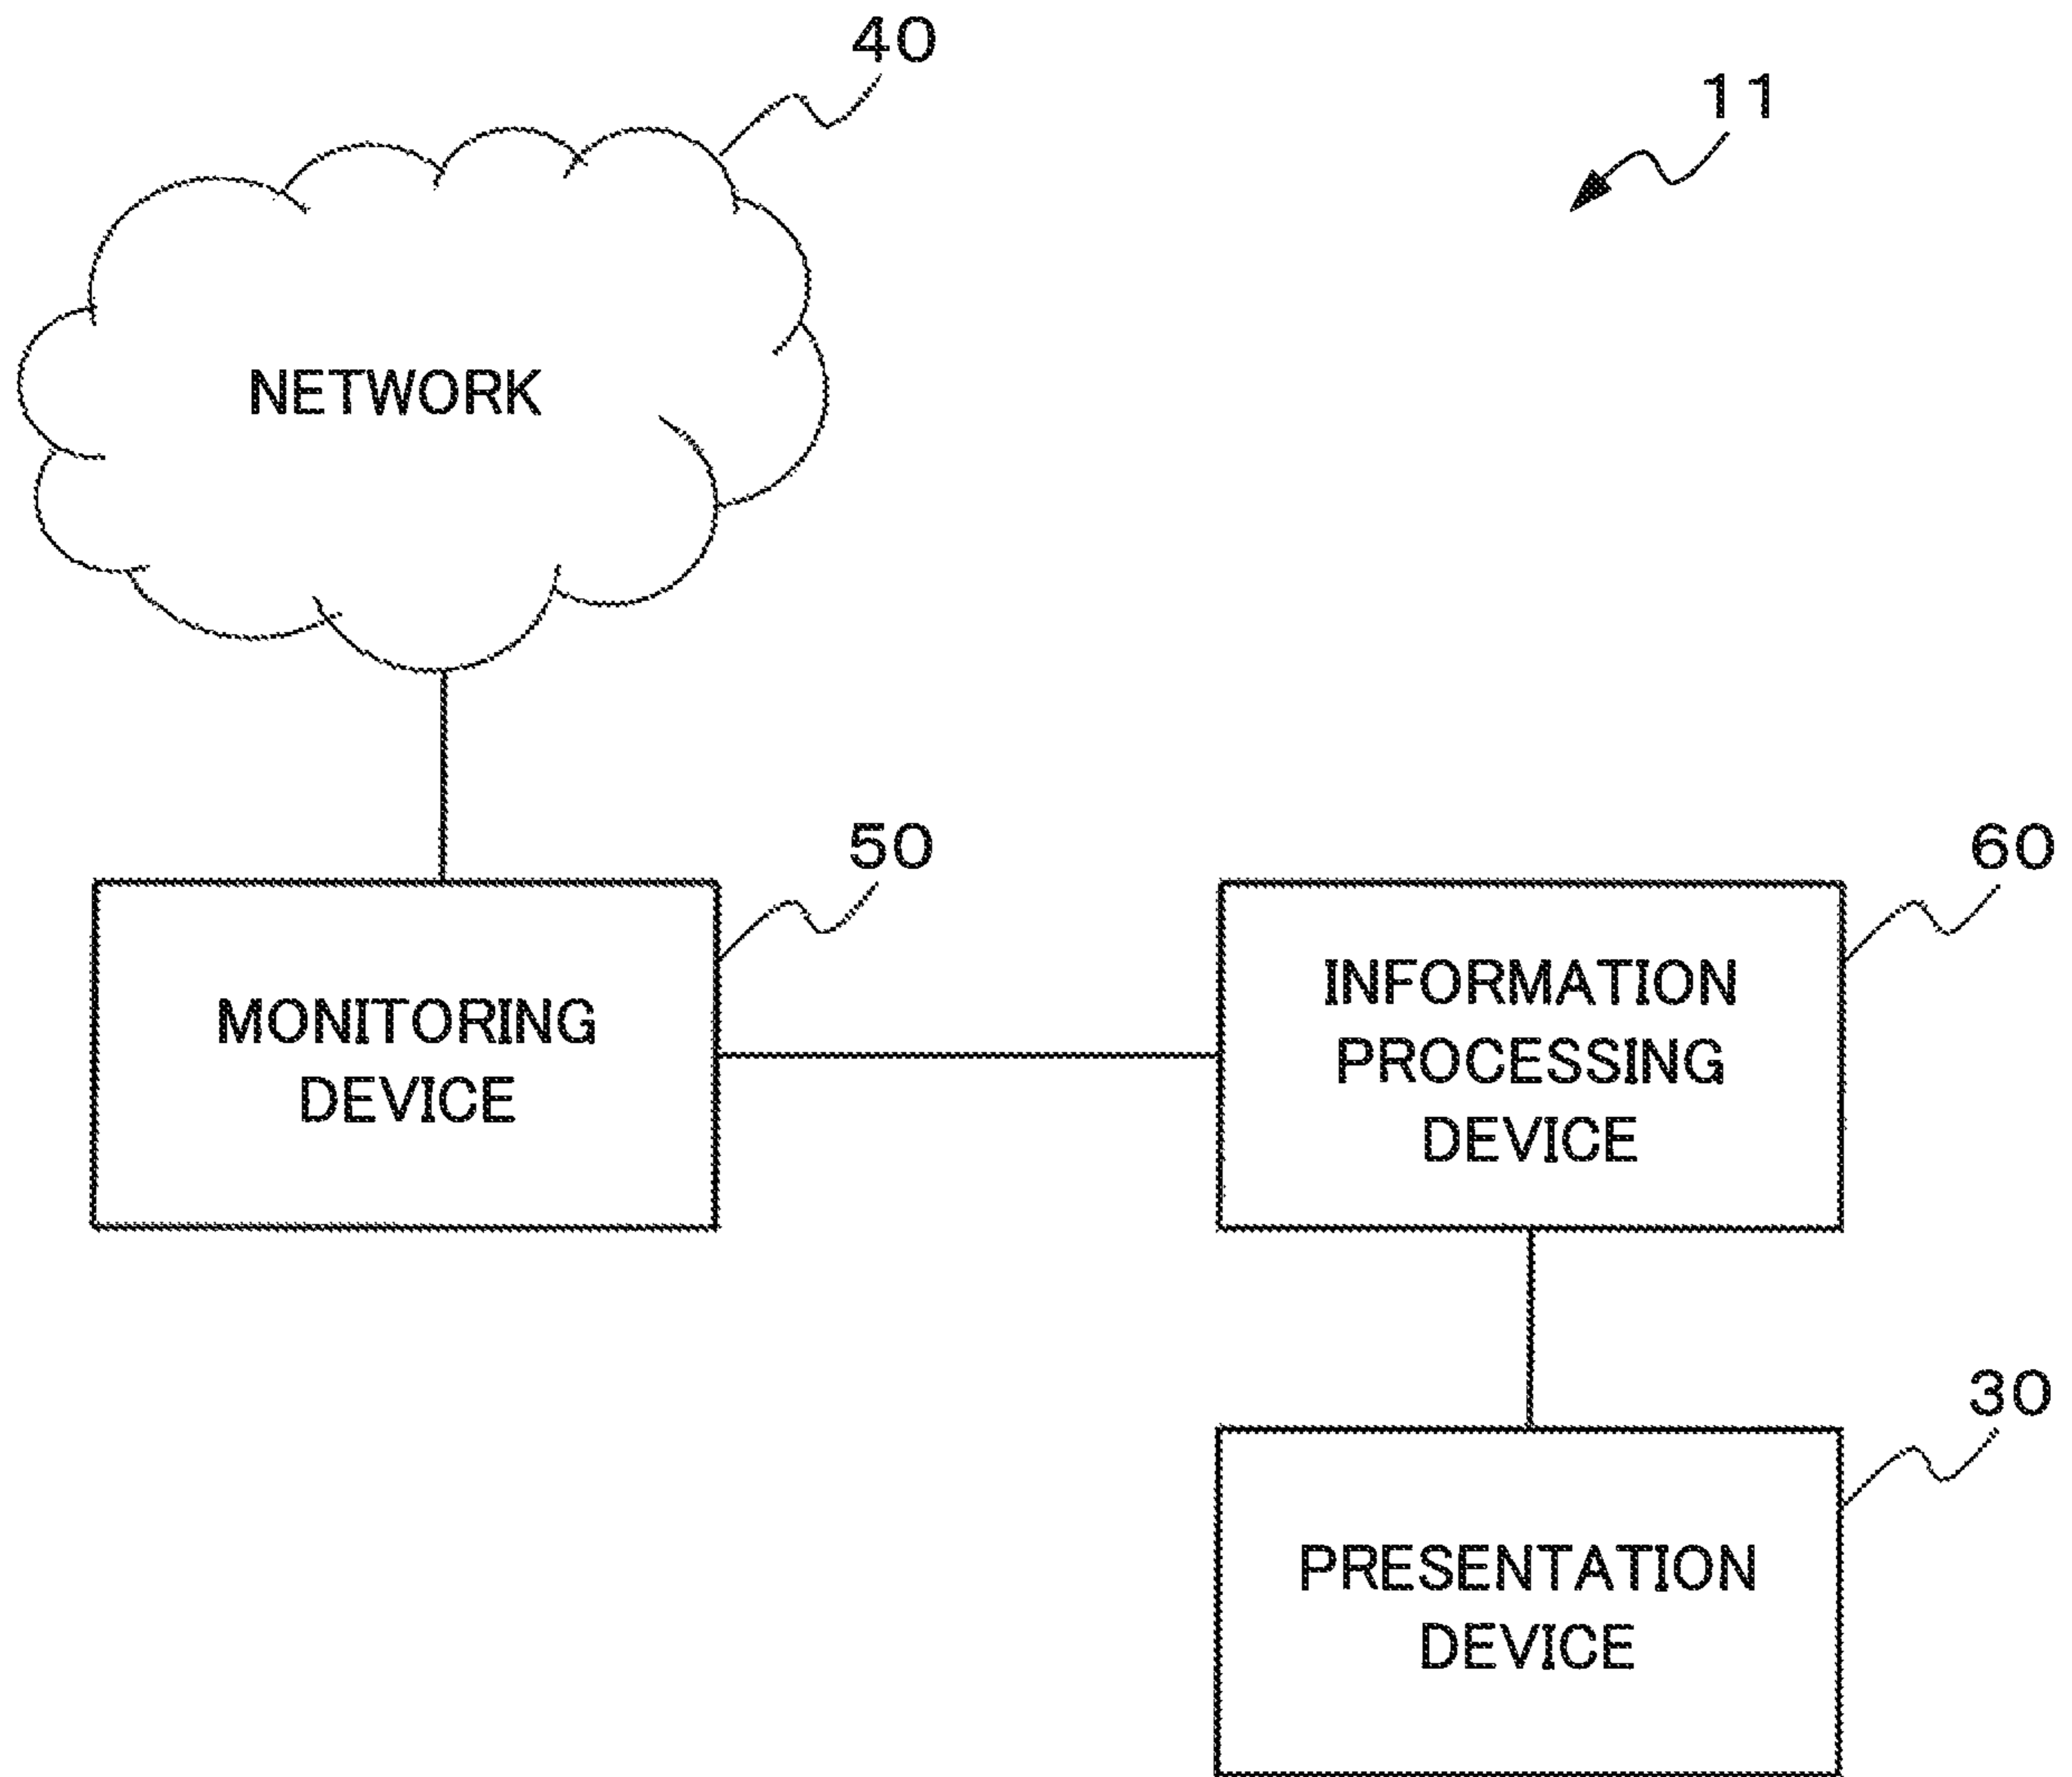 40
11
NETWORK
50
60
MONITORING
DEVICE
INFORMATION
PROCESSING
DEVICE
30
PRESENTATION
DEVICE